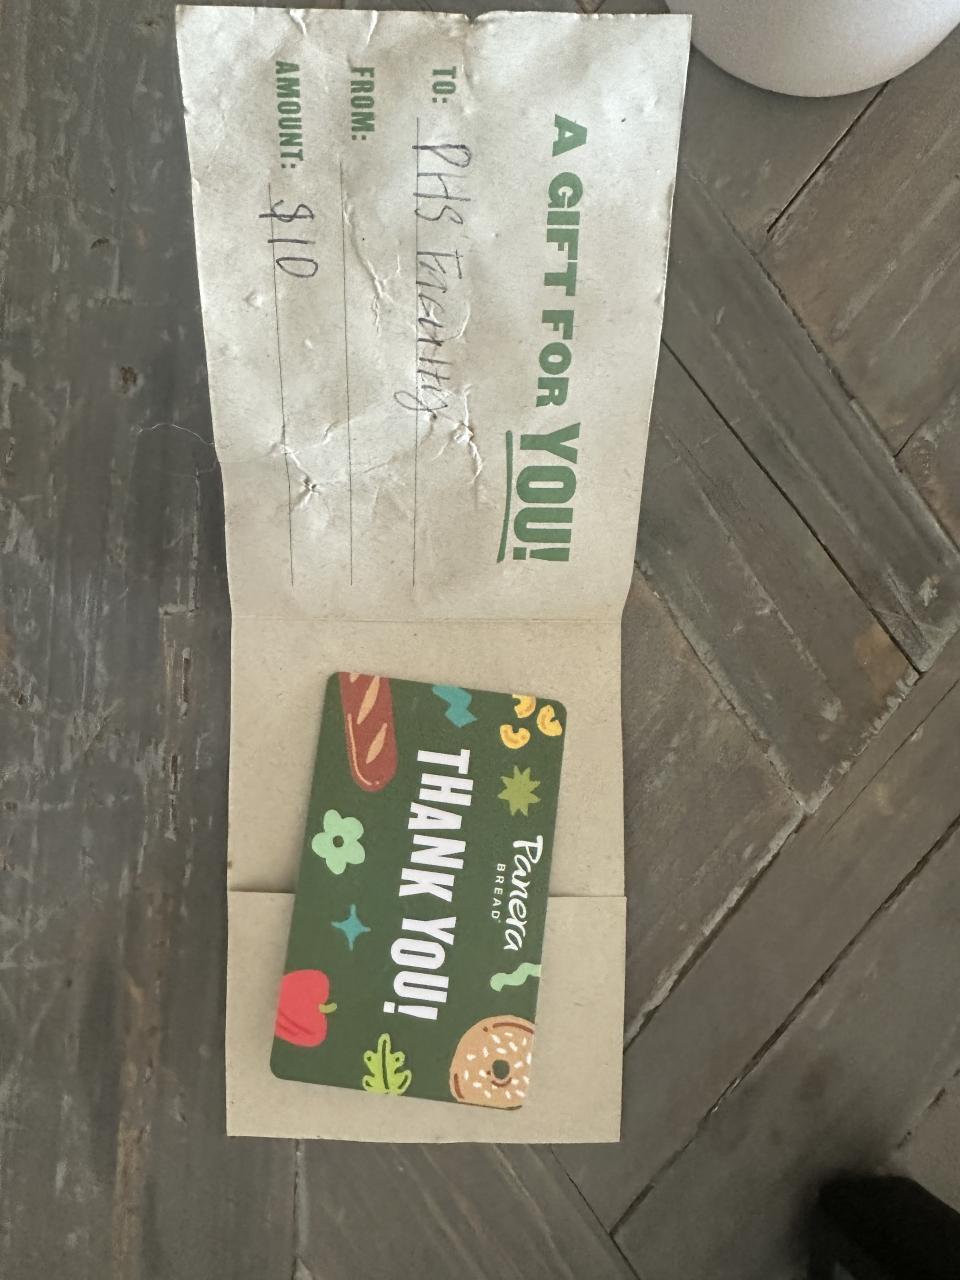 A GIFT FOR YOU!
TO: PHS Faculty
FROM:
AMOUNT: $10
Panera
BREAD
THANK YOU!